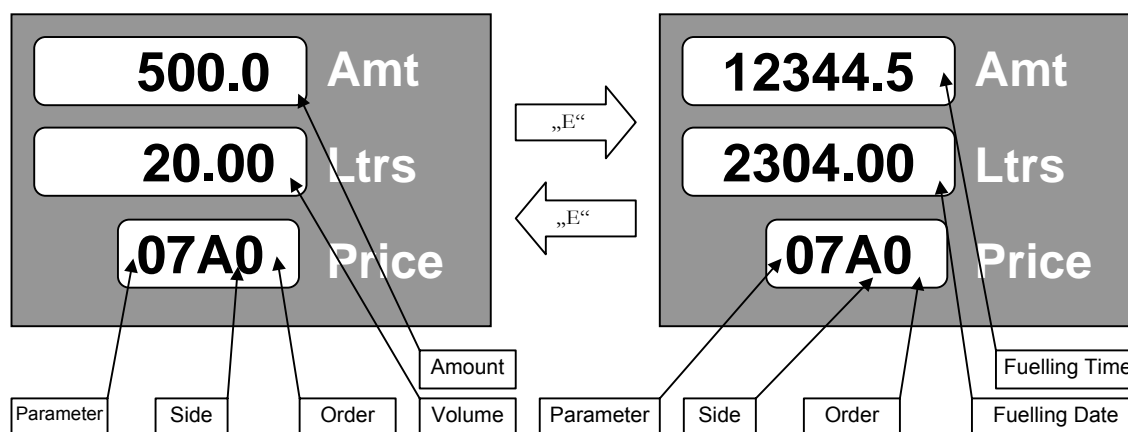 500.0 Amt
20.00 Ltrs
07A0 Price
„E“
„E“
12344.5 Amt
2304.00 Ltrs
07A0 Price
Amount
Fuelling Time
Parameter Side Order Volume Parameter Side Order Fuelling Date